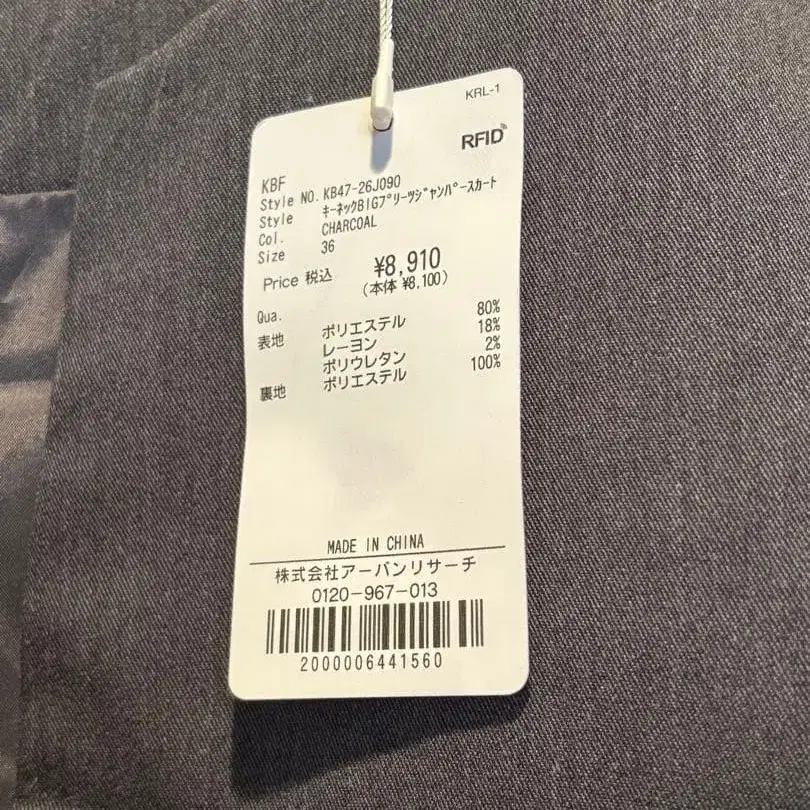 KRL-1
RFID
KBF
Style NO. KB47-26J090
Style ｷｰﾈｯｸBIGﾌﾟﾘｰﾂｼﾞｬﾝﾊﾟｰｽｶｰﾄ
Col. CHARCOAL
Size 36
Price 税込 ¥8,910
(本体 ¥8,100)
Qua.
表地 ポリエステル 80%
レーヨン 18%
ポリウレタン 2%
裏地 ポリエステル 100%
MADE IN CHINA
株式会社アーバンリサーチ
0120-967-013
2000006441560